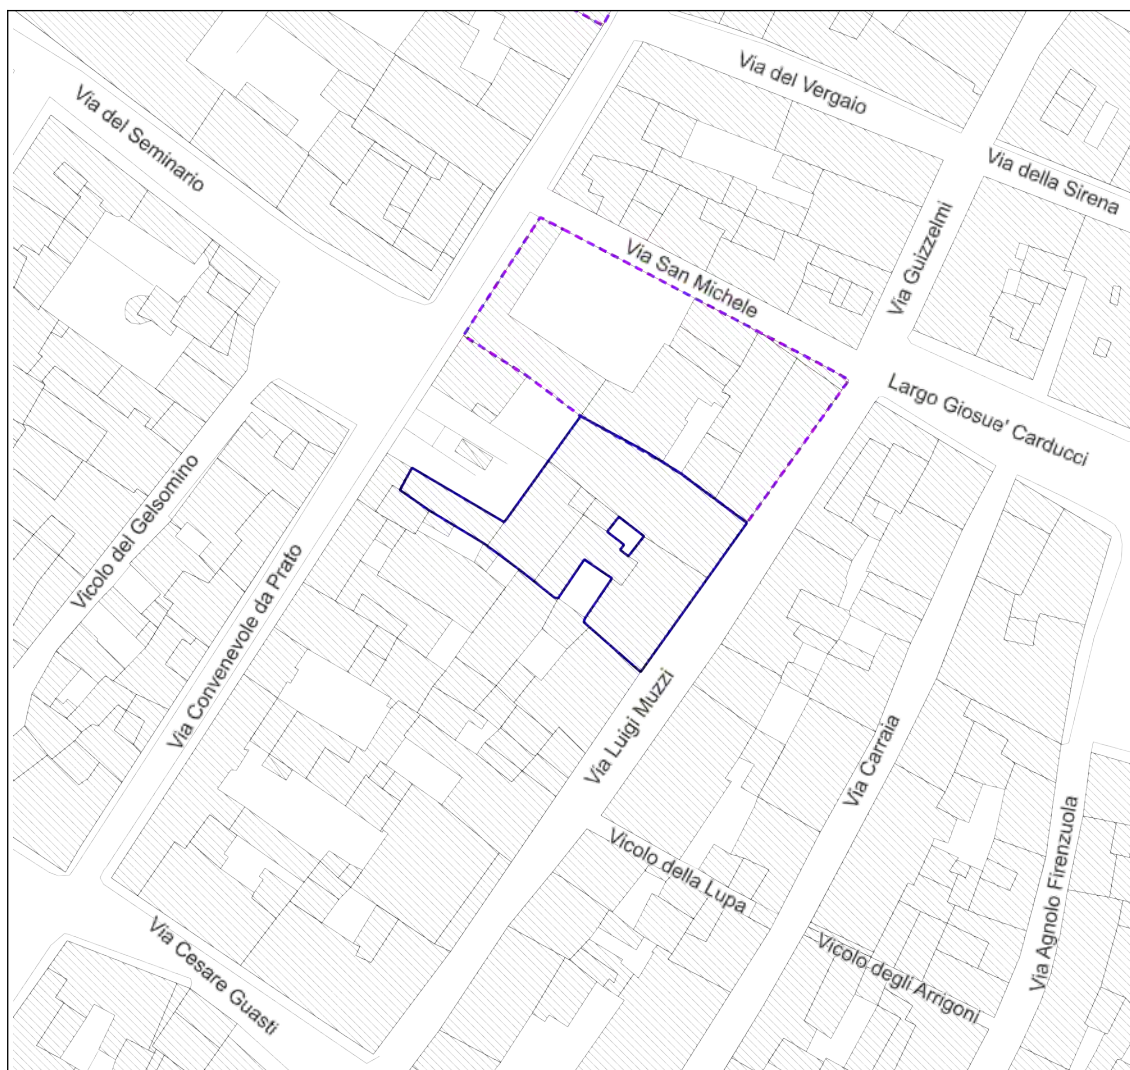 Via del Vergaio
Via del Seminario
Via della Sirena
Via San Michele
Via Guizzelmi
Largo Giosue' Carducci
Vicolo del Gelsomino
Via Convenevole da Prato
Via Luigi Muzzi
Via Carraia
Vicolo della Lupa
Via Agnolo Firenzuola
Via Cesare Guasti
Vicolo degli Arrigoni